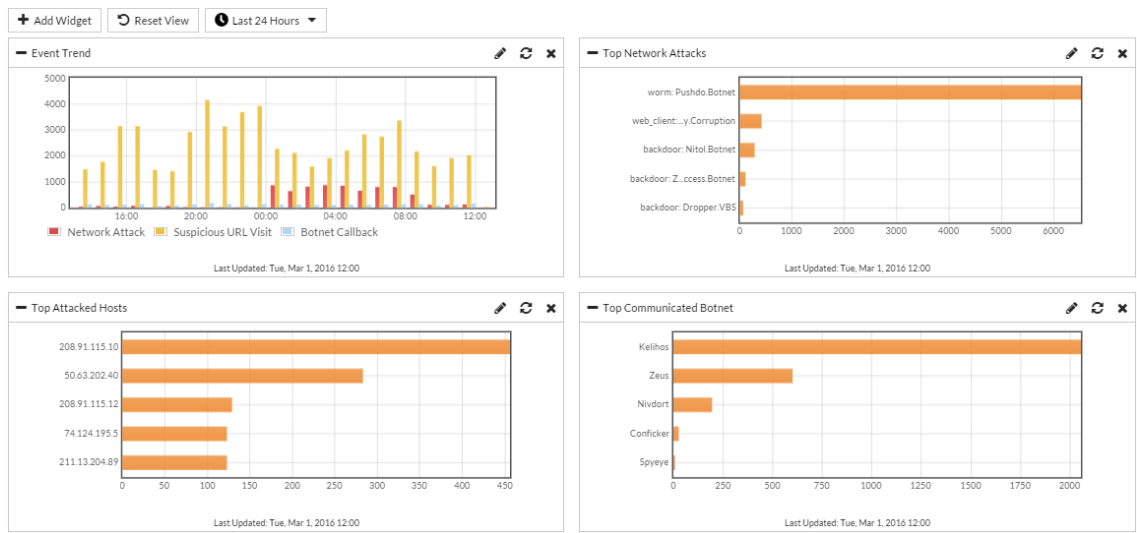 Add Widget Reset View Last 24 Hours
Event Trend
5000
4000
3000
2000
1000
0
16:00 20:00 00:00 04:00 08:00 12:00
Network Attack Suspicious URL Visit Botnet Callback
Last Updated: Tue, Mar 1, 2016 12:00
Top Network Attacks
worm: Pushdo.Botnet
web_client:...y.Corruption
backdoor: Nitol.Botnet
backdoor: Z...ccess.Botnet
backdoor: Dropper.VBS
0 1000 2000 3000 4000 5000 6000
Last Updated: Tue, Mar 1, 2016 12:00
Top Attacked Hosts
208.91.115.10
50.63.202.40
208.91.115.12
74.124.195.5
211.13.204.89
0 50 100 150 200 250 300 350 400 450
Last Updated: Tue, Mar 1, 2016 12:00
Top Communicated Botnet
Kelihos
Zeus
Nivdort
Conficker
Spyeye
0 250 500 750 1000 1250 1500 1750 2000
Last Updated: Tue, Mar 1, 2016 12:00